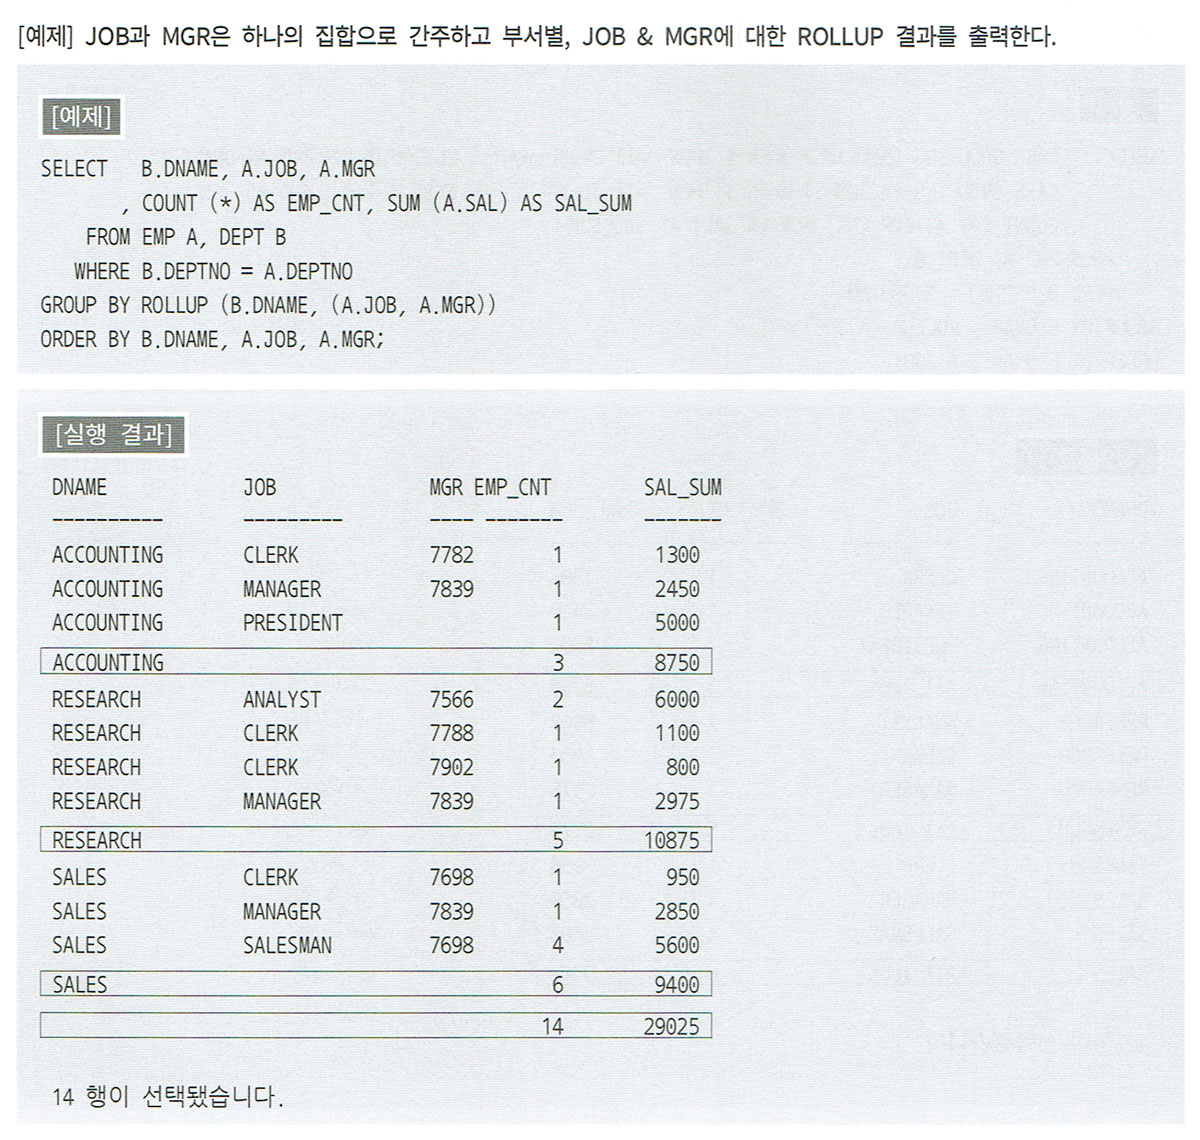 [예제] JOB과 MGR은 하나의 집합으로 간주하고 부서별, JOB & MGR에 대한 ROLLUP 결과를 출력한다.
[예제]
SELECT B.DNAME, A.JOB, A.MGR
, COUNT (*) AS EMP_CNT, SUM (A.SAL) AS SAL_SUM
FROM EMP A, DEPT B
WHERE B.DEPTNO = A.DEPTNO
GROUP BY ROLLUP (B.DNAME, (A.JOB, A.MGR))
ORDER BY B.DNAME, A.JOB, A.MGR;
[실행 결과]
DNAME JOB MGR EMP_CNT SAL_SUM
---------- --------- ---- ------- -------
ACCOUNTING CLERK 7782 1 1300
ACCOUNTING MANAGER 7839 1 2450
ACCOUNTING PRESIDENT 1 5000
ACCOUNTING 3 8750
RESEARCH ANALYST 7566 2 6000
RESEARCH CLERK 7788 1 1100
RESEARCH CLERK 7902 1 800
RESEARCH MANAGER 7839 1 2975
RESEARCH 5 10875
SALES CLERK 7698 1 950
SALES MANAGER 7839 1 2850
SALES SALESMAN 7698 4 5600
SALES 6 9400
14 29025
14 행이 선택됐습니다.